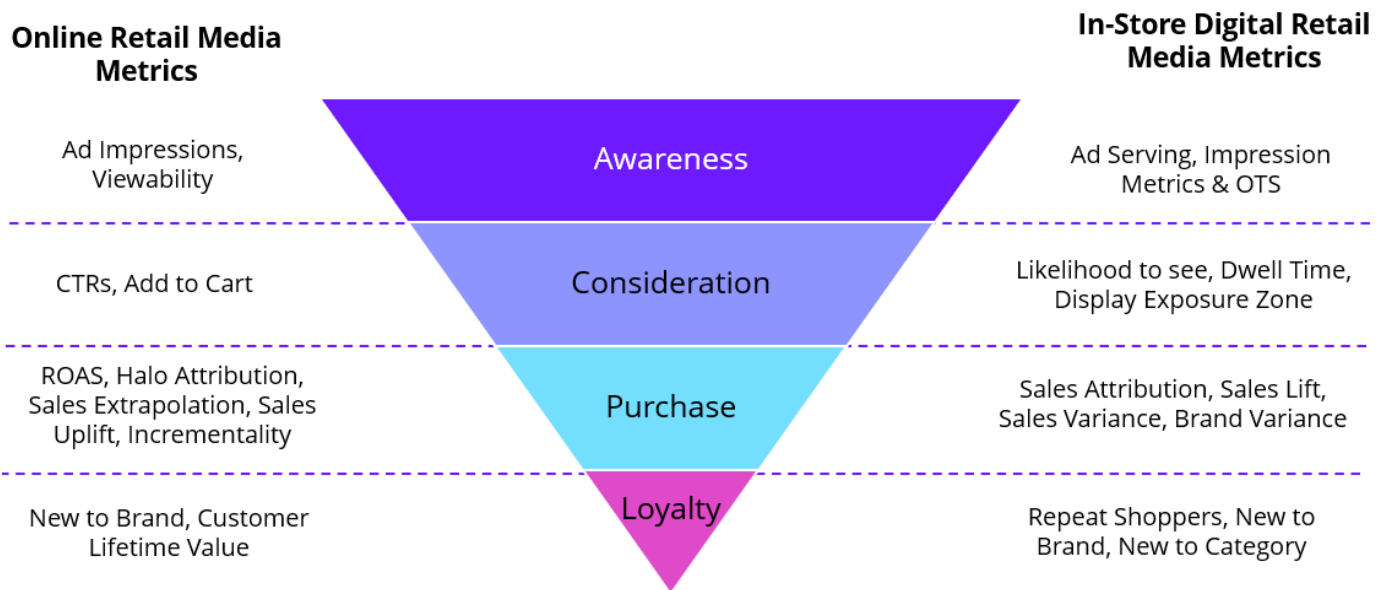 Online Retail Media
Metrics
In-Store Digital Retail
Media Metrics
Ad Impressions,
Viewability
Awareness
Ad Serving, Impression
Metrics & OTS
CTRs, Add to Cart
Consideration
Likelihood to see, Dwell Time,
Display Exposure Zone
ROAS, Halo Attribution,
Sales Extrapolation, Sales
Uplift, Incrementality
Purchase
Sales Attribution, Sales Lift,
Sales Variance, Brand Variance
New to Brand, Customer
Lifetime Value
Loyalty
Repeat Shoppers, New to
Brand, New to Category